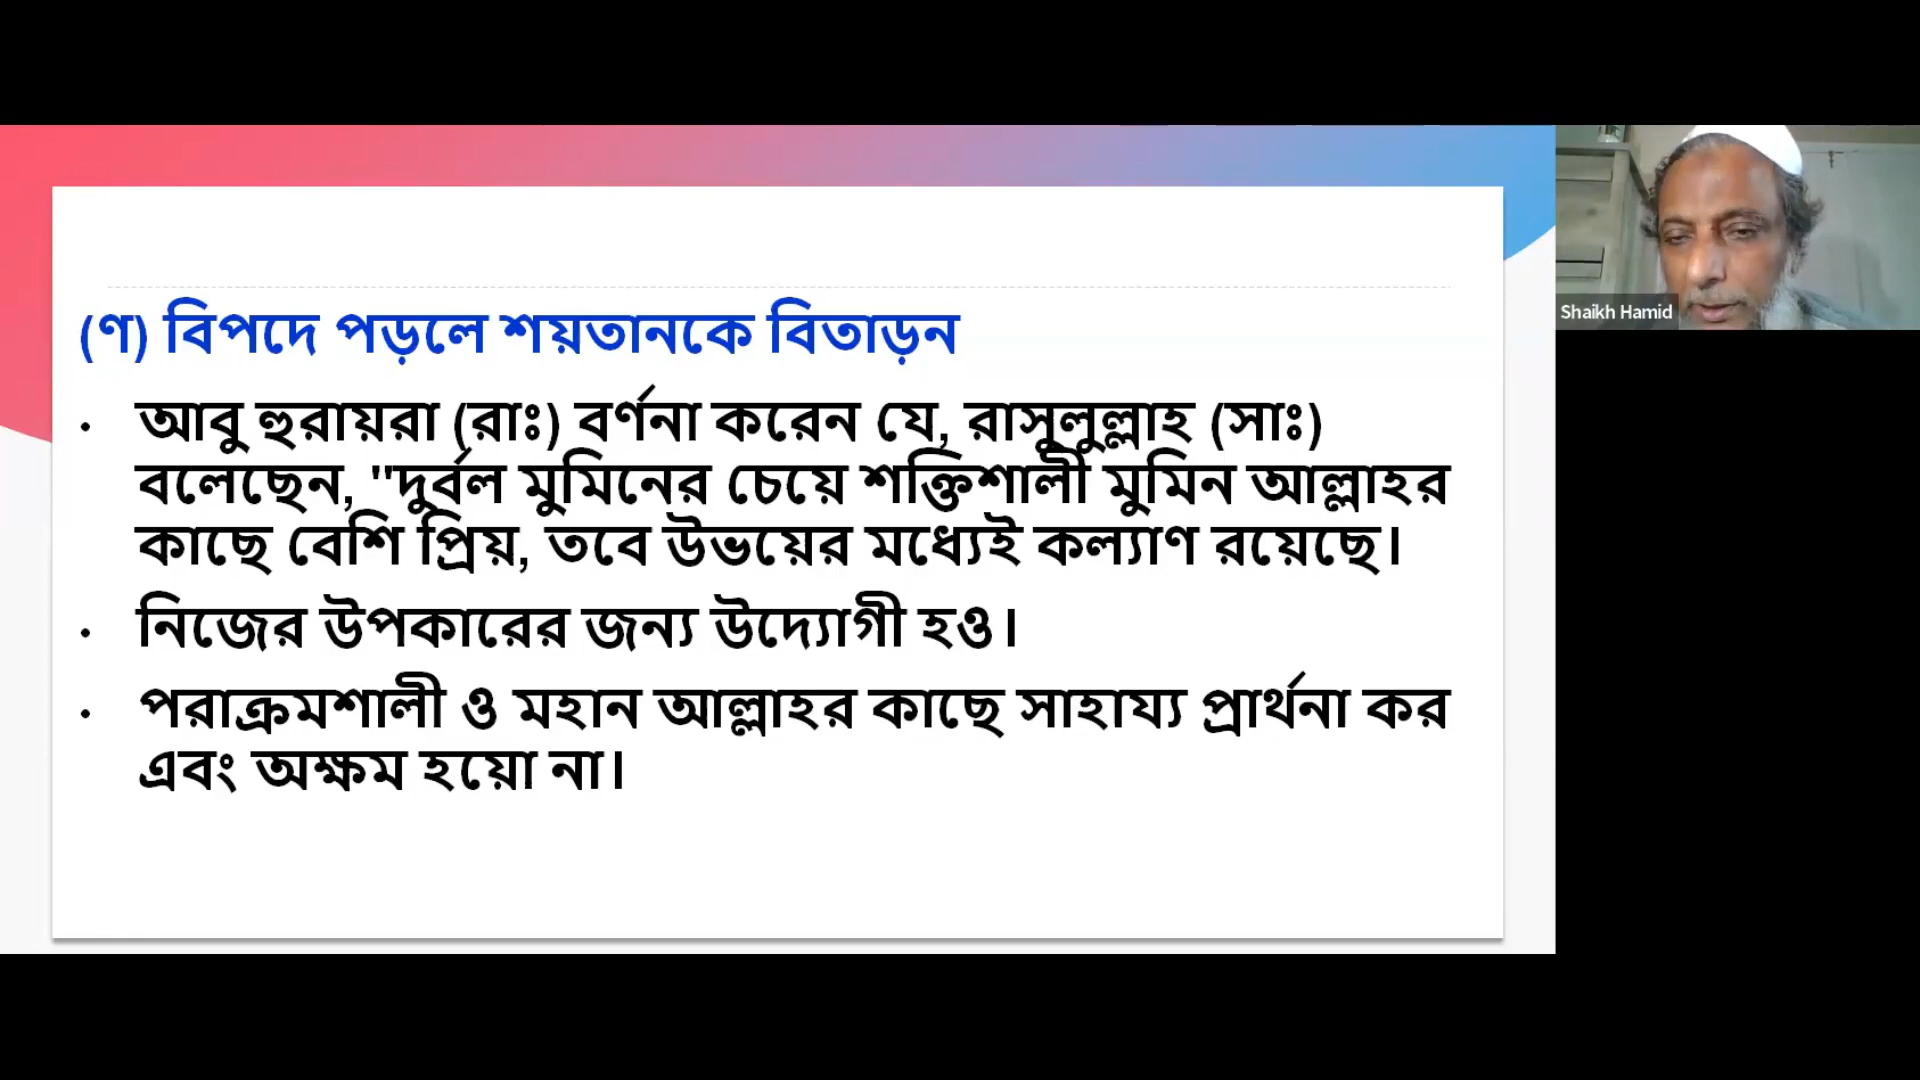 (ণ) বিপদে পড়লে শয়তানকে বিতাড়ন
• আবু হুরায়রা (রাঃ) বর্ণনা করেন যে, রাসুলুল্লাহ (সাঃ)
বলেছেন, "দুর্বল মুমিনের চেয়ে শক্তিশালী মুমিন আল্লাহর
কাছে বেশি প্রিয়, তবে উভয়ের মধ্যেই কল্যাণ রয়েছে।
• নিজের উপকারের জন্য উদ্যোগী হও।
• পরাক্রমশালী ও মহান আল্লাহর কাছে সাহায্য প্রার্থনা কর
এবং অক্ষম হয়ো না।
Shaikh Hamid